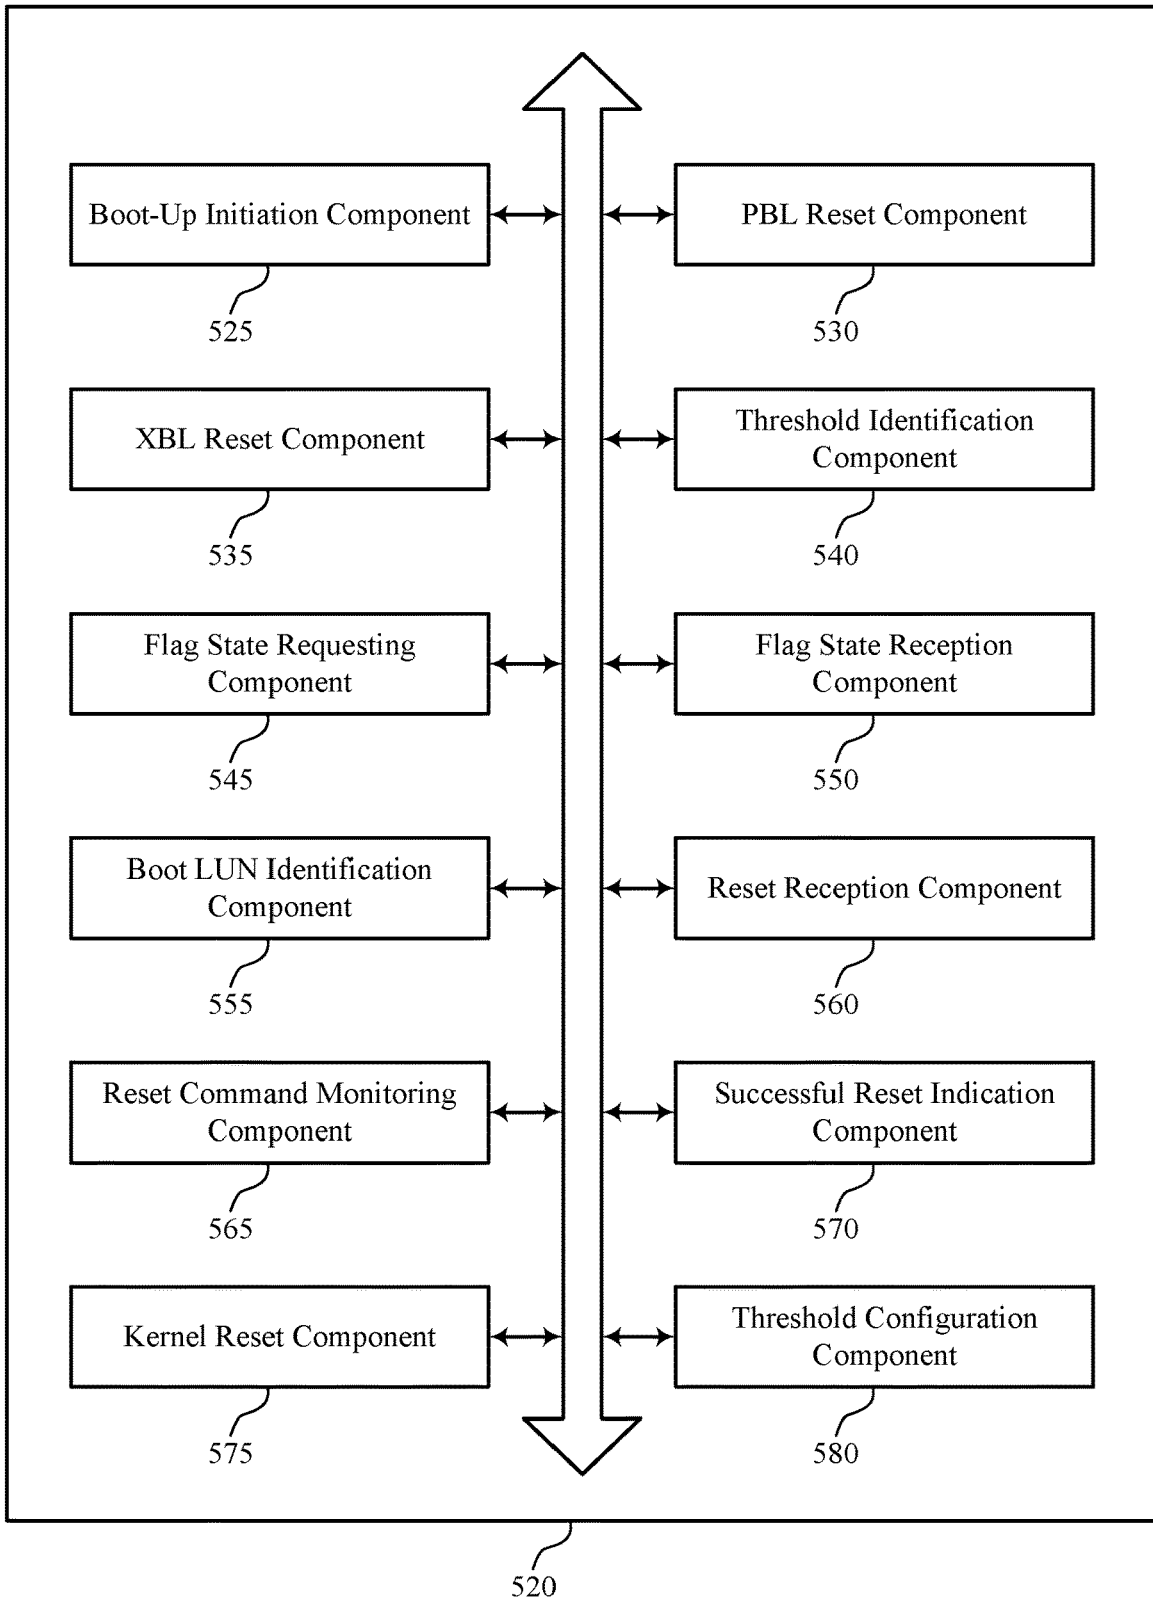 Boot-Up Initiation Component
525
PBL Reset Component
530
XBL Reset Component
535
Threshold Identification
Component
540
Flag State Requesting
Component
545
Flag State Reception
Component
550
Boot LUN Identification
Component
555
Reset Reception Component
560
Reset Command Monitoring
Component
565
Successful Reset Indication
Component
570
Kernel Reset Component
575
Threshold Configuration
Component
580
520